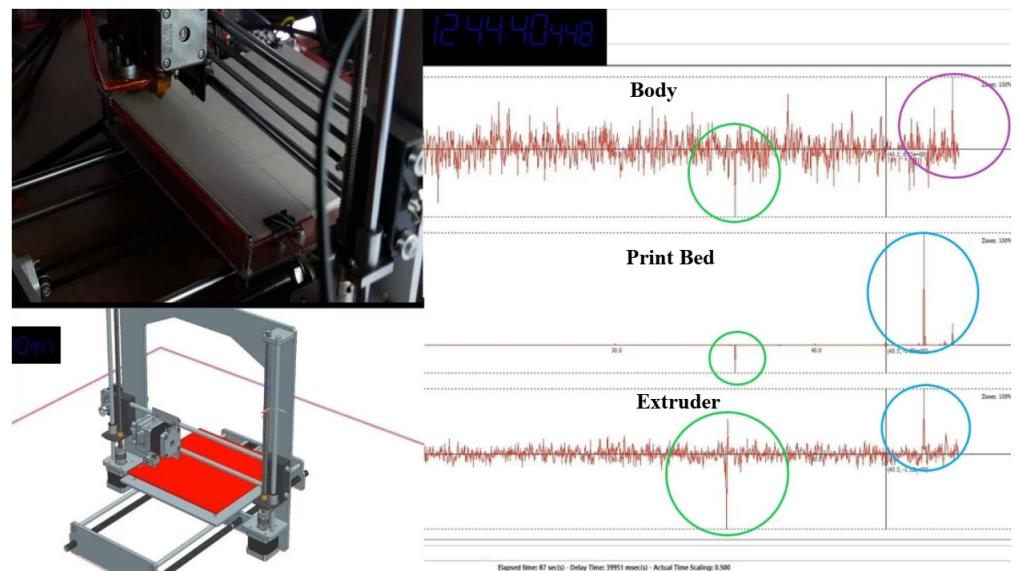 12:44:40 448
Body
Zoom: 100%
Print Bed
Zoom: 100%
30.0
40.0
Extruder
Zoom: 100%
Elapsed time: 87 sec(s) - Delay Time: 39951 msec(s) - Actual Time Scaling: 0.500